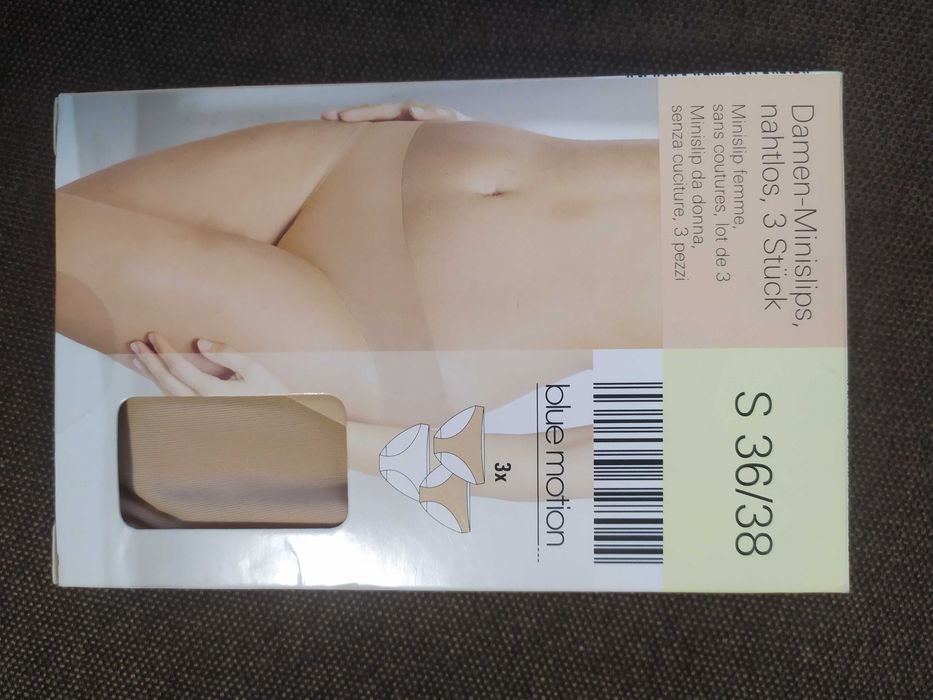 Damen-Minislips,
nahtlos, 3 Stück
Minislip femme,
sans coutures, lot de 3
Minislip da donna,
senza cuciture, 3 pezzi
S 36/38
blue motion
3x